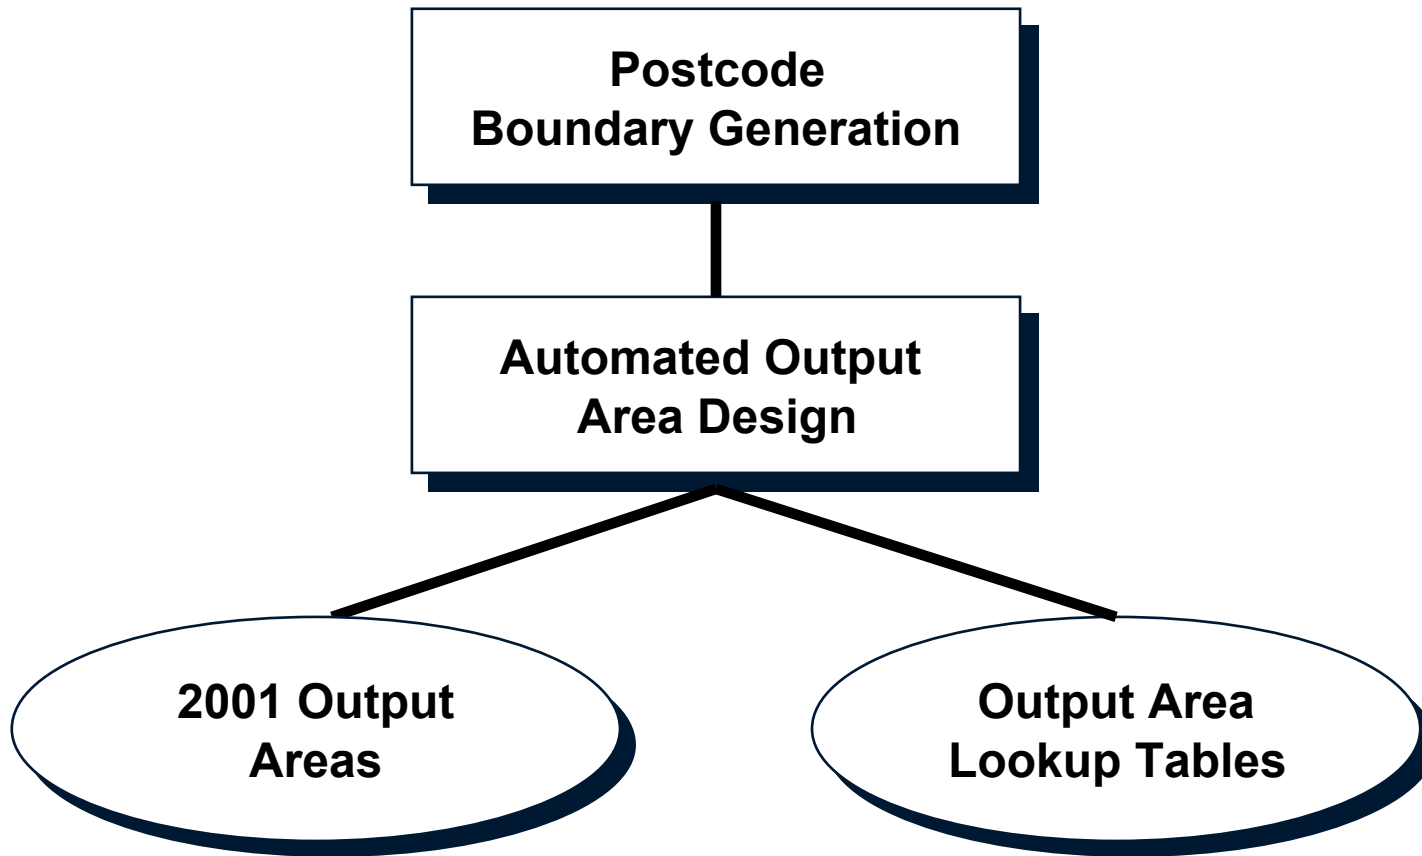 Postcode
Boundary Generation
Automated Output
Area Design
2001 Output
Areas
Output Area
Lookup Tables